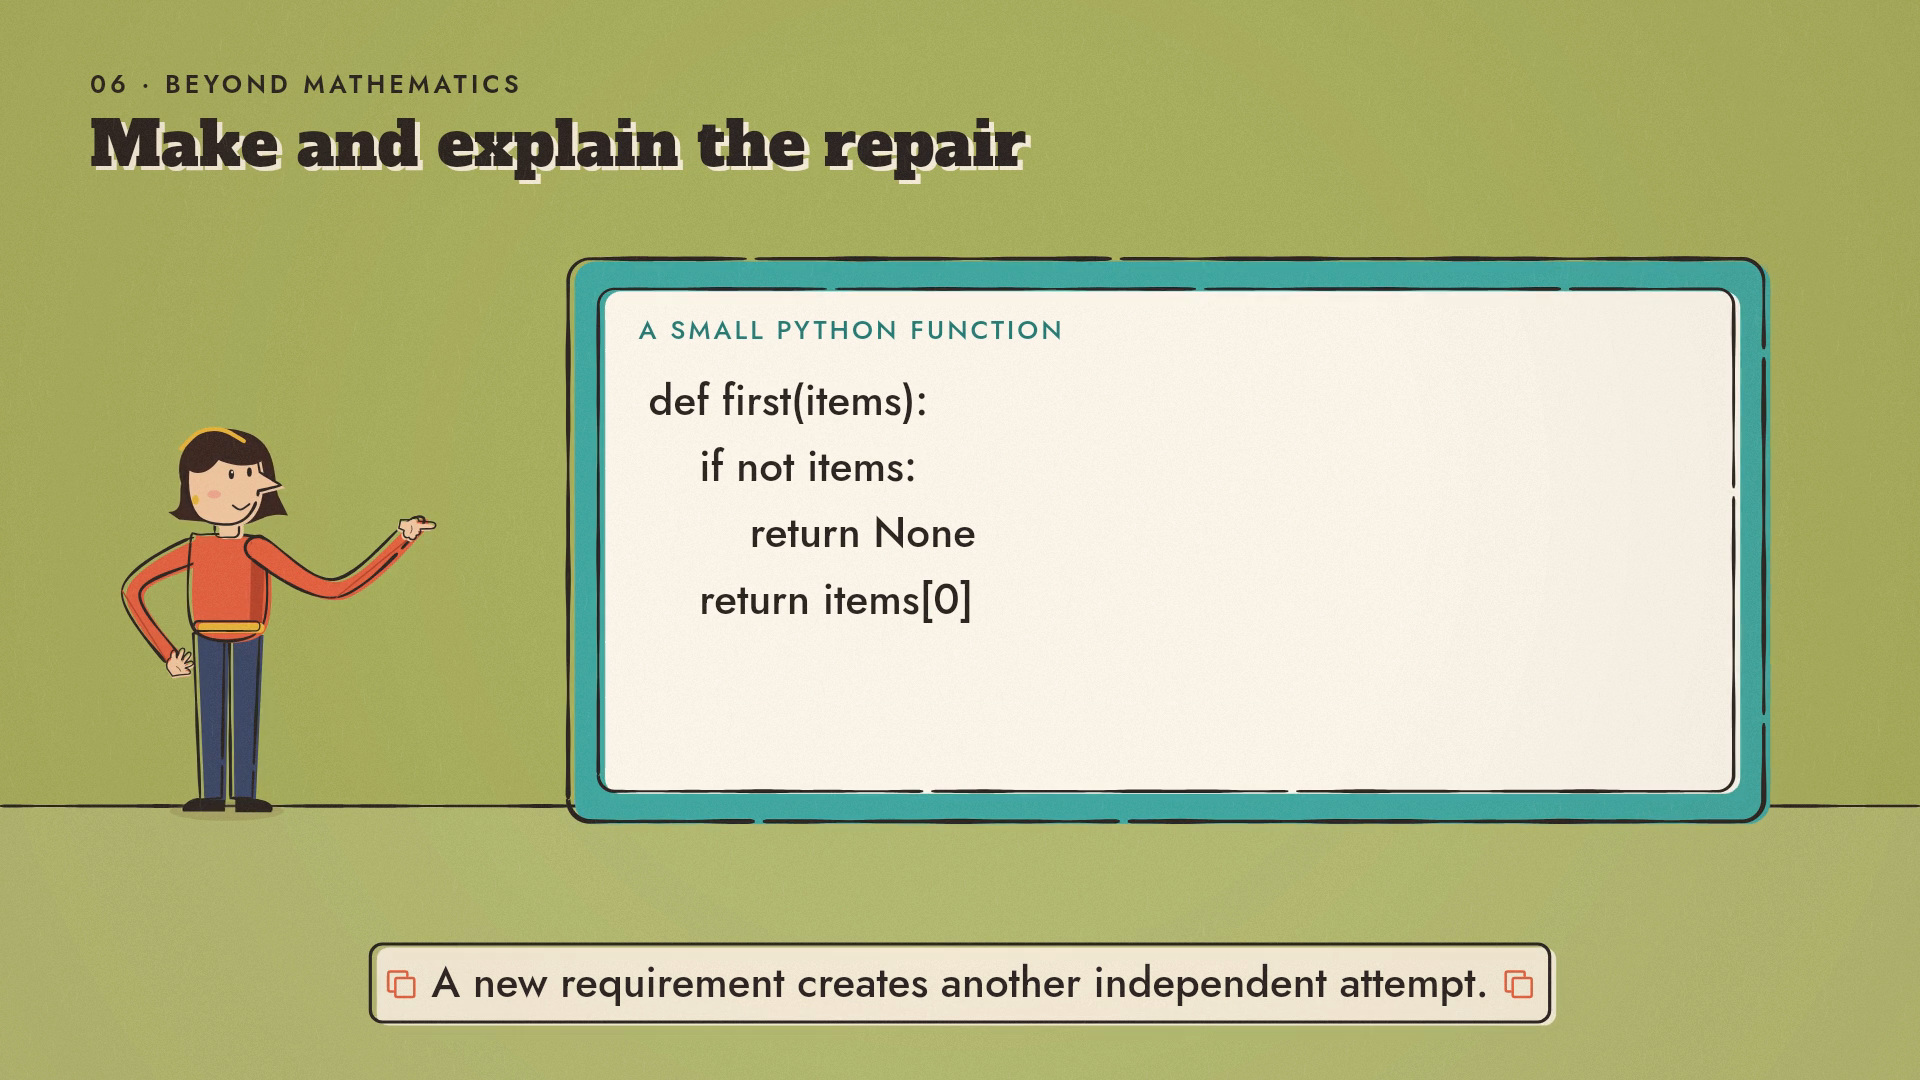 06 · BEYOND MATHEMATICS
Make and explain the repair
A SMALL PYTHON FUNCTION
def first(items):
    if not items:
        return None
    return items[0]
A new requirement creates another independent attempt.